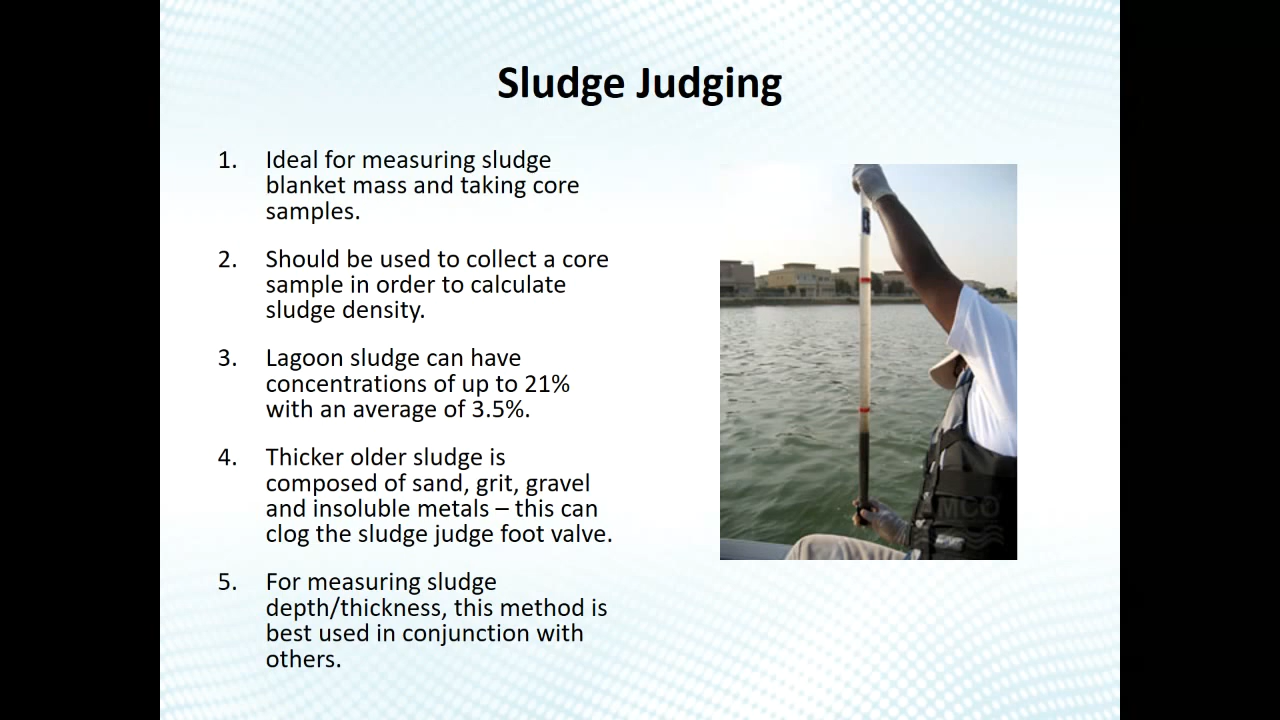 Sludge Judging
1. Ideal for measuring sludge
blanket mass and taking core
samples.
2. Should be used to collect a core
sample in order to calculate
sludge density.
3. Lagoon sludge can have
concentrations of up to 21%
with an average of 3.5%.
4. Thicker older sludge is
composed of sand, grit, gravel
and insoluble metals – this can
clog the sludge judge foot valve.
5. For measuring sludge
depth/thickness, this method is
best used in conjunction with
others.